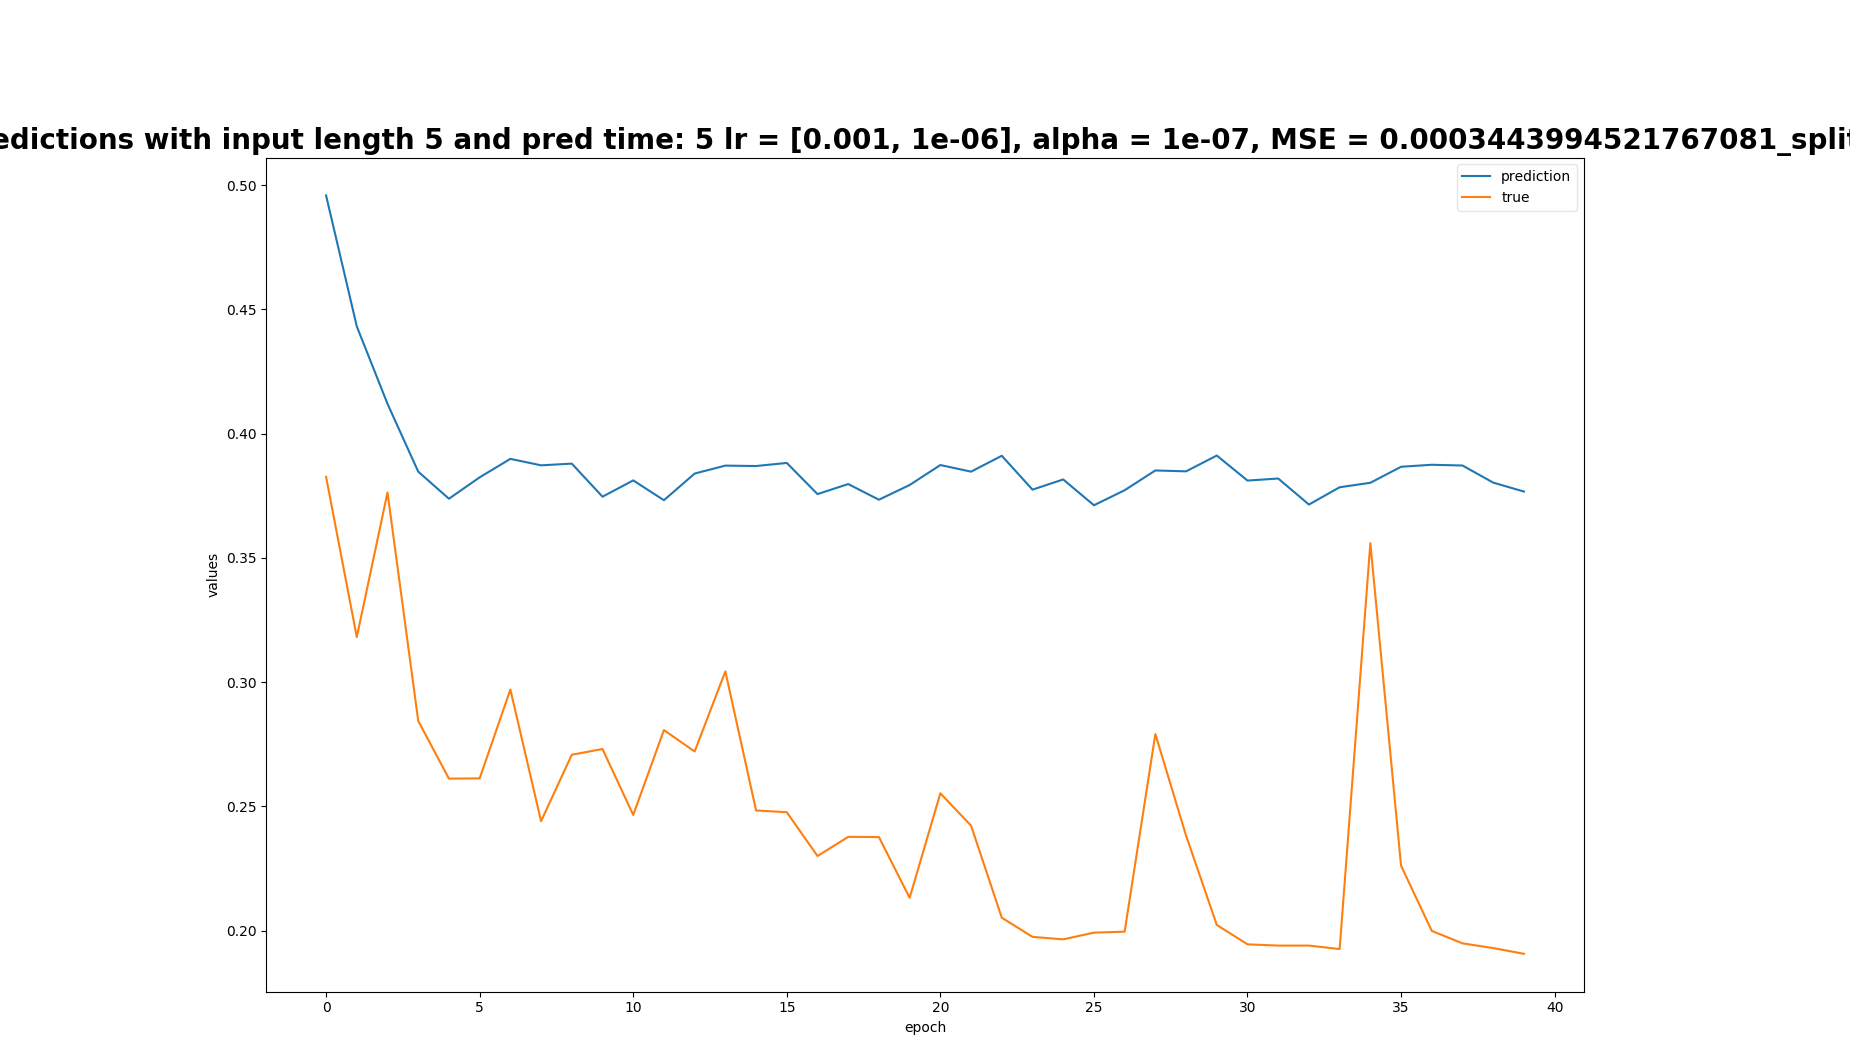 edictions with input length 5 and pred time: 5 lr = [0.001, 1e-06], alpha = 1e-07, MSE = 0.0003443994521767081_split
prediction
true
0.50
0.45
0.40
0.35
0.30
0.25
0.20
values
0 5 10 15 20 25 30 35 40
epoch